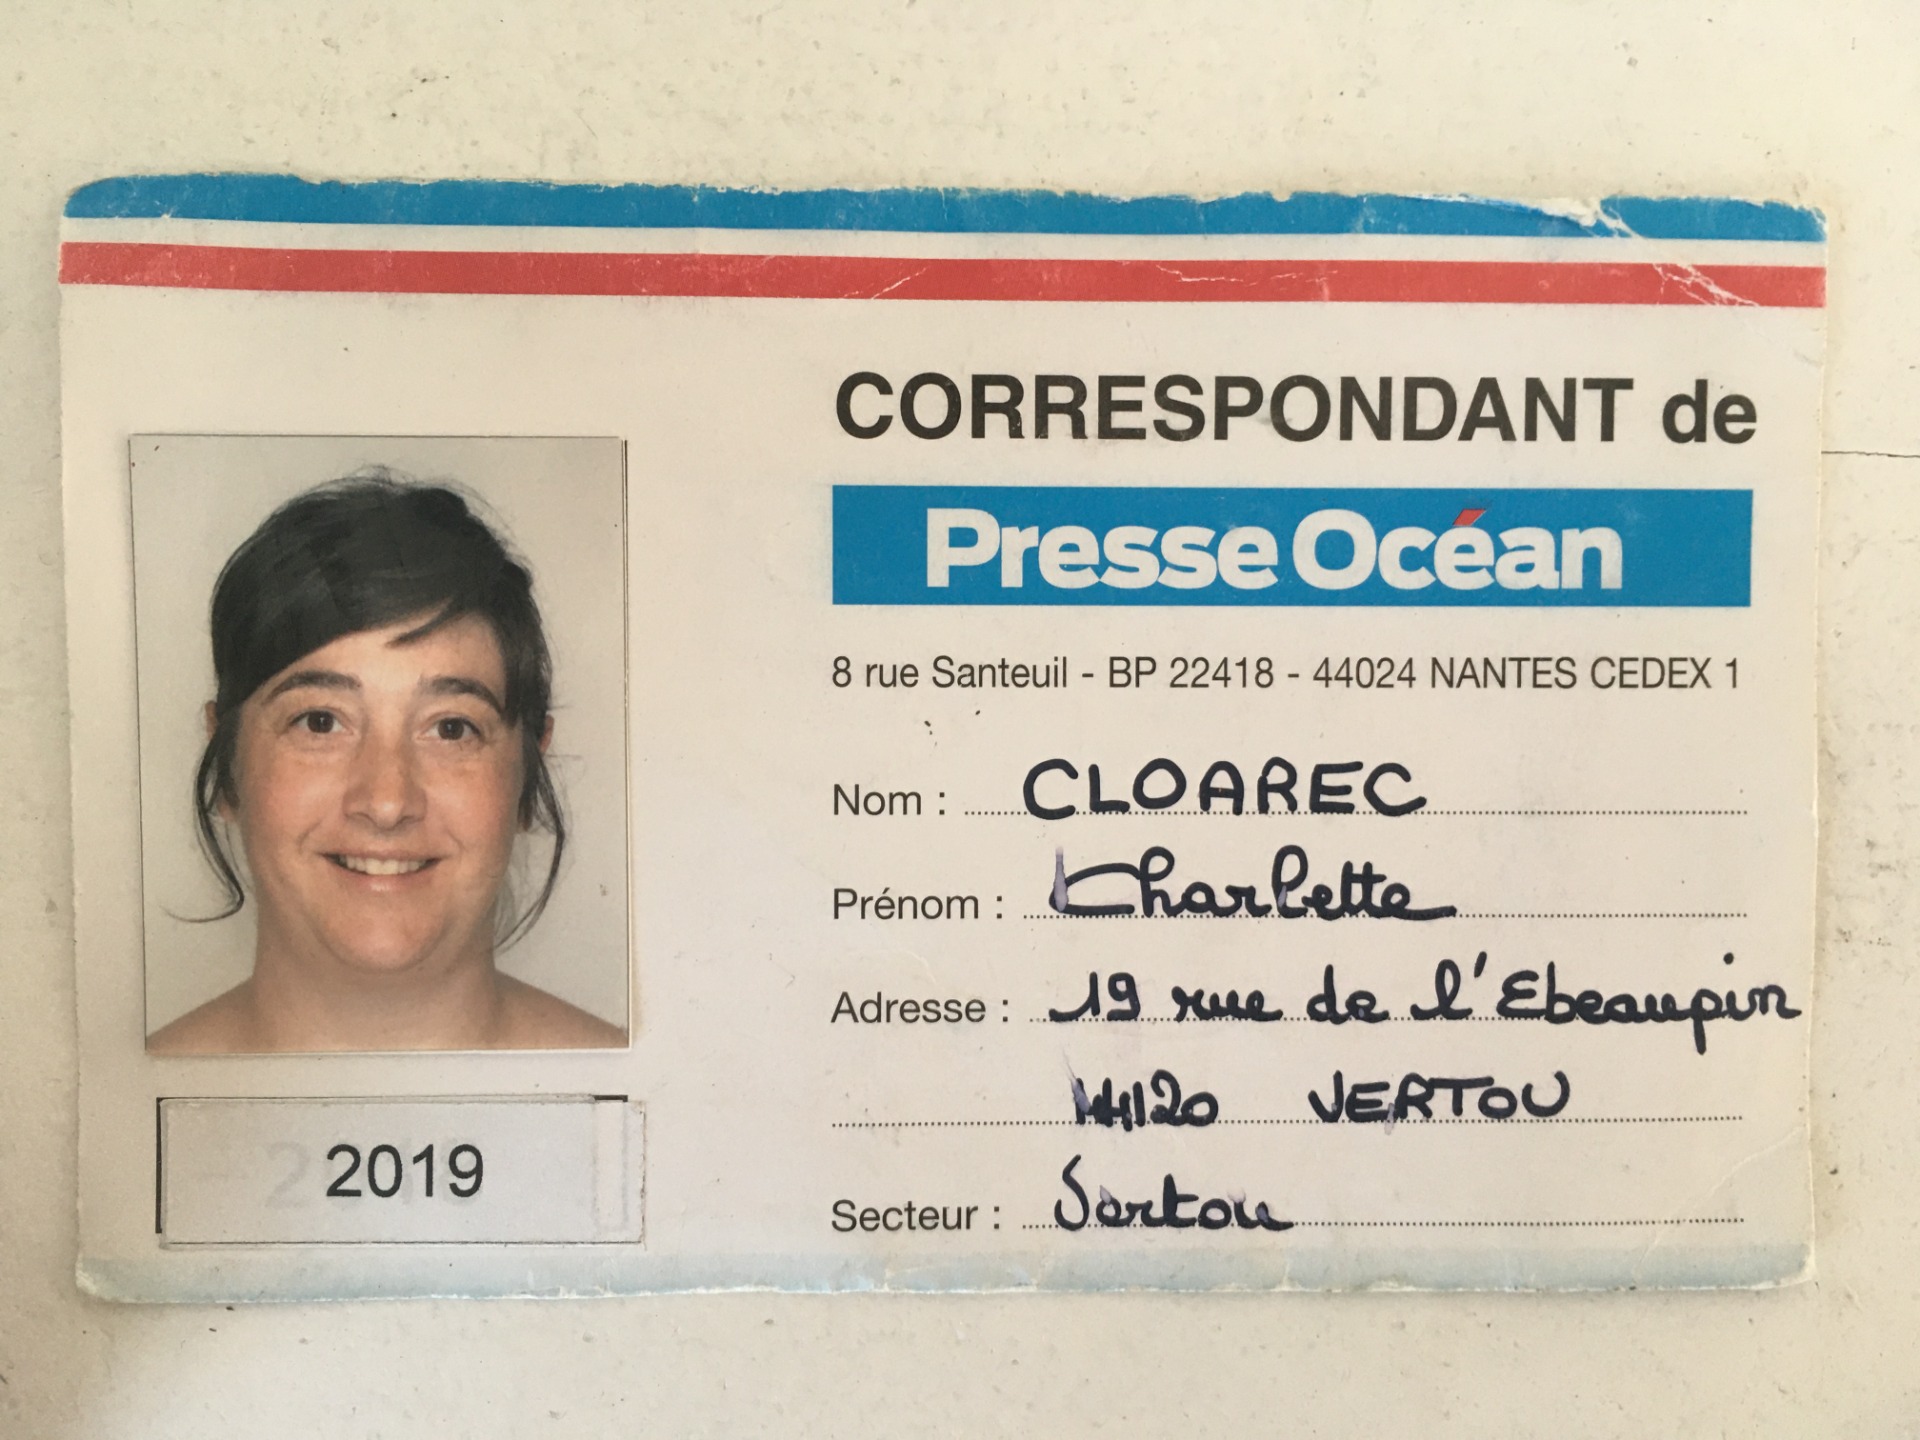 CORRESPONDANT de
Presse Océan
8 rue Santeuil - BP 22418 - 44024 NANTES CEDEX 1
Nom : CLOAREC
Prénom : Charlette
Adresse : 19 rue de l'Ebeaupin
44120 VERTOU
Secteur : Vertou
2019